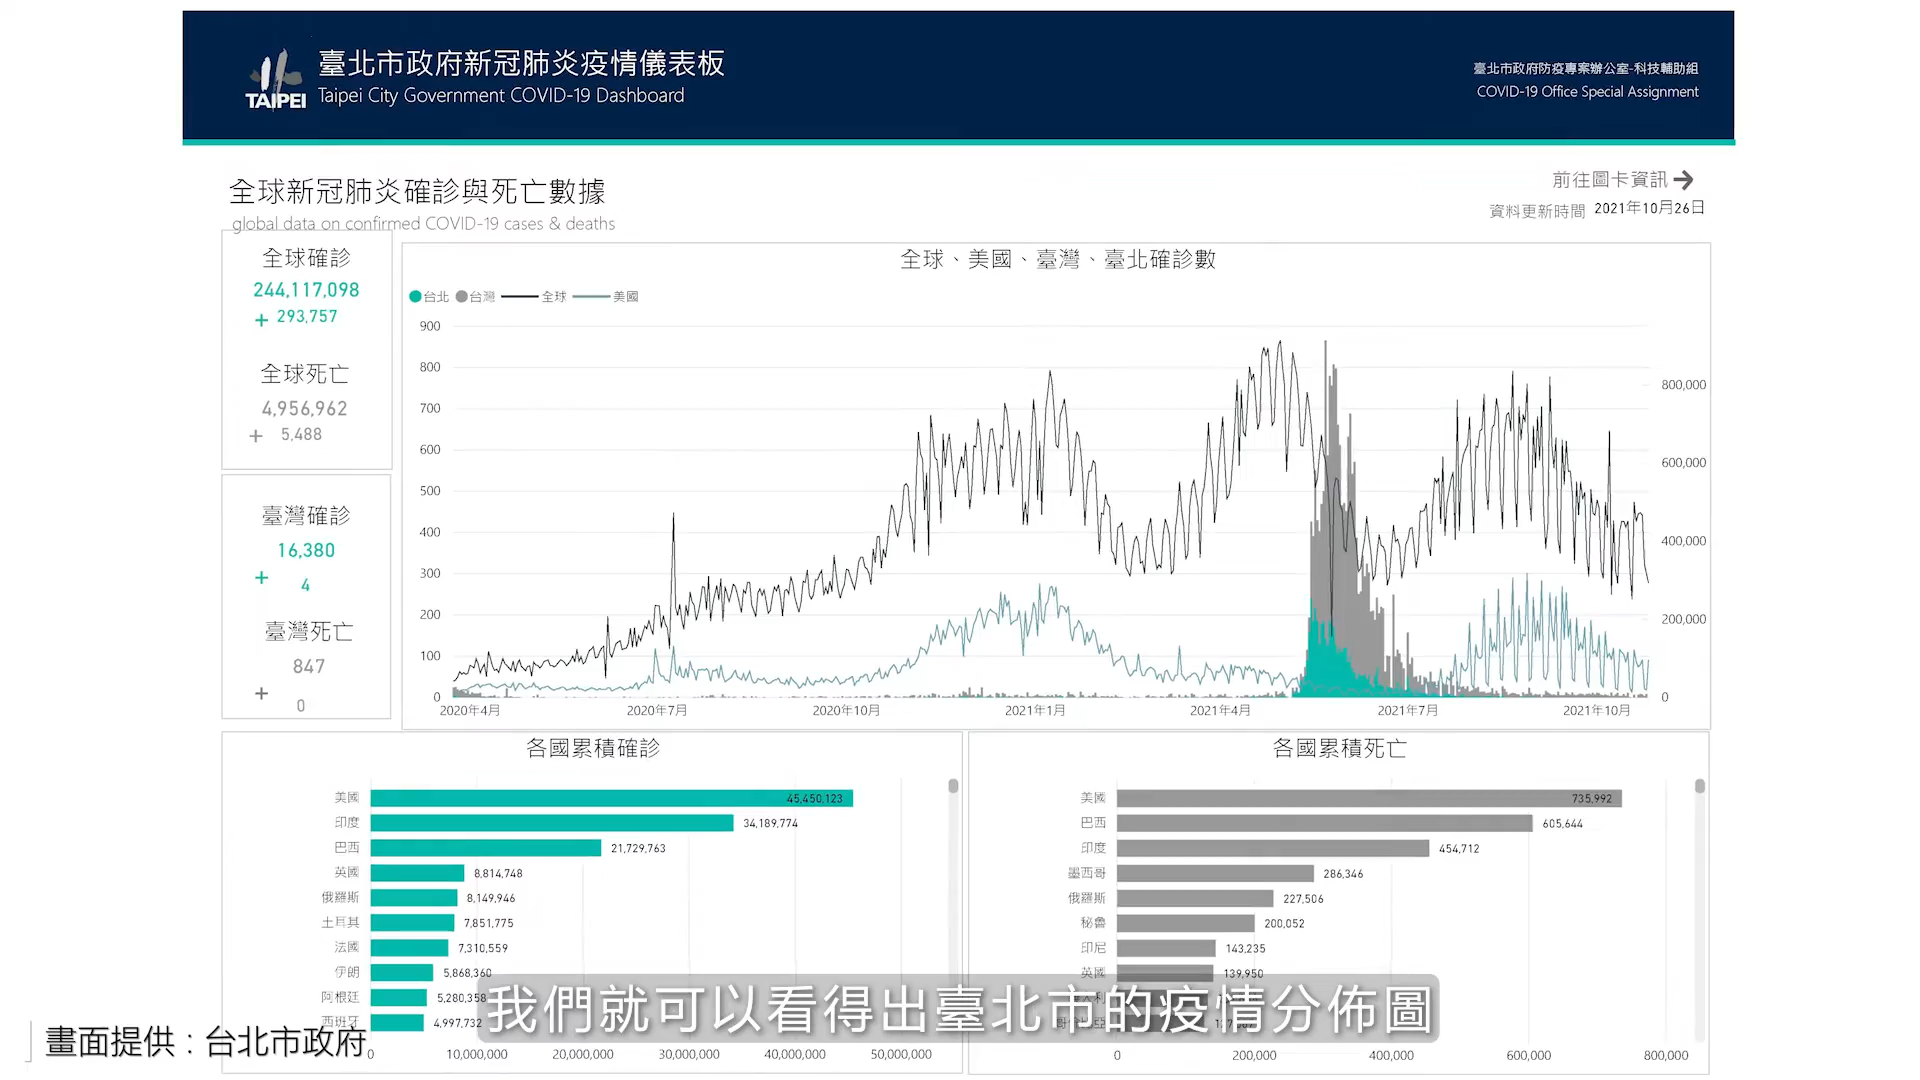 臺北市政府新冠肺炎疫情儀表板
TAIPEI
Taipei City Government COVID-19 Dashboard
臺北市政府防疫專案辦公室-科技輔助組
COVID-19 Office Special Assignment
全球新冠肺炎確診與死亡數據
global data on confirmed COVID-19 cases & deaths
前往圖卡資訊
資料更新時間 2021年10月26日
全球確診
244,117,098
+ 293,757
全球死亡
4,956,962
+ 5,488
臺灣確診
16,380
+ 4
臺灣死亡
847
+ 0
全球、美國、臺灣、臺北確診數
台北 台灣 全球 美國
900
800
700
600
500
400
300
200
100
0
800,000
600,000
400,000
200,000
0
2020年4月 2020年7月 2020年10月 2021年1月 2021年4月 2021年7月 2021年10月
各國累積確診
美國 45,450,123
印度 34,189,774
巴西 21,729,763
英國 8,814,748
俄羅斯 8,149,946
土耳其 7,851,775
法國 7,310,559
伊朗 5,868,360
阿根廷 5,280,358
西班牙 4,997,732
0 10,000,000 20,000,000 30,000,000 40,000,000 50,000,000
各國累積死亡
美國 735,992
巴西 605,644
印度 454,712
墨西哥 286,346
俄羅斯 227,506
秘魯 200,052
印尼 143,235
英國 139,950
0 200,000 400,000 600,000 800,000
我們就可以看得出臺北市的疫情分佈圖
畫面提供：台北市政府